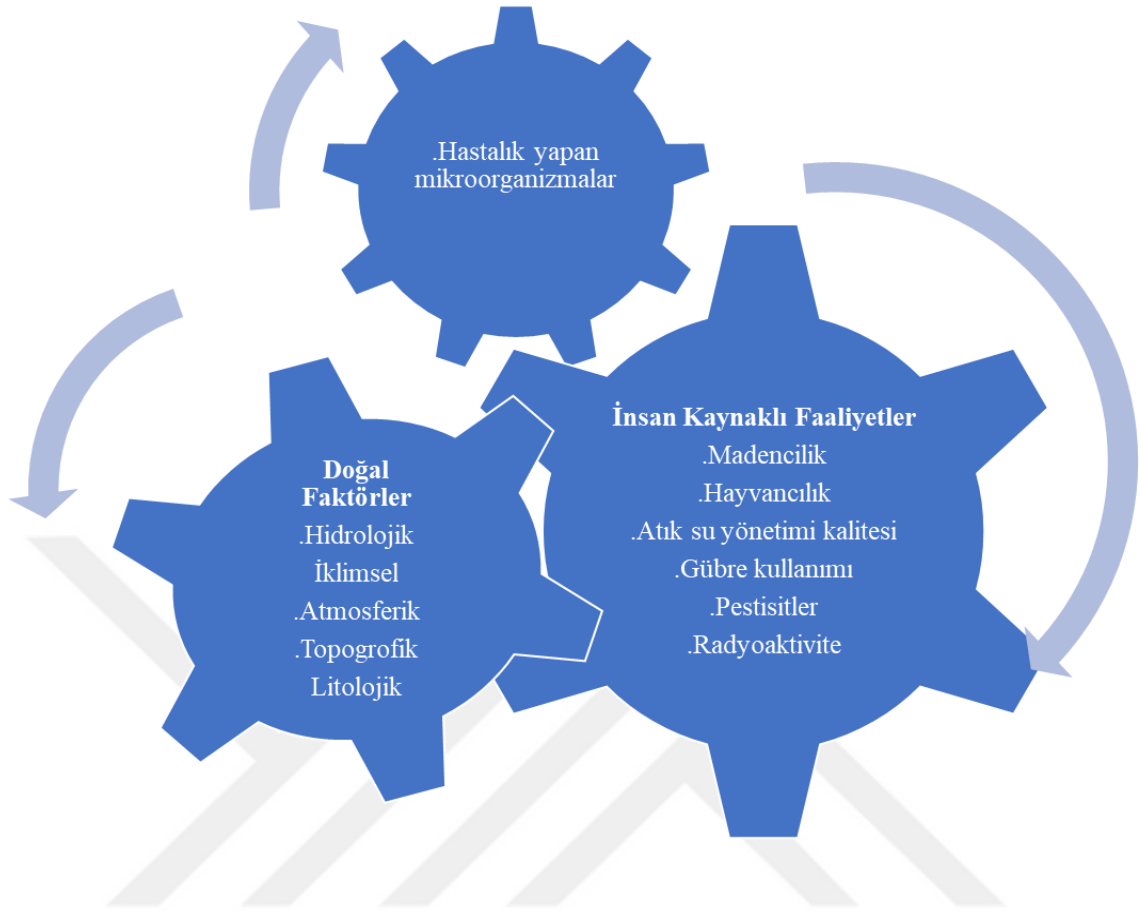 .Hastalık yapan
mikroorganizmalar
İnsan Kaynaklı Faaliyetler
.Madencilik
.Hayvancılık
.Atık su yönetimi kalitesi
.Gübre kullanımı
.Pestisitler
.Radyoaktivite
Doğal
Faktörler
.Hidrolojik
İklimsel
.Atmosferik
.Topogrofik
Litolojik